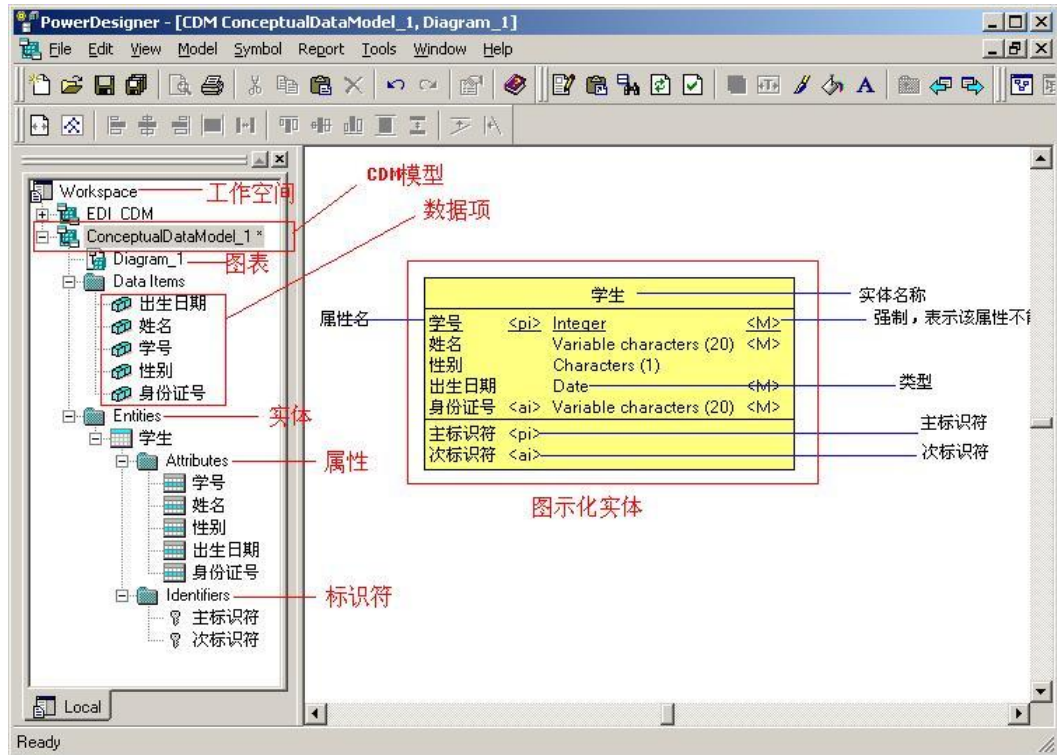 PowerDesigner - [CDM ConceptualDataModel_1, Diagram_1]
File Edit View Model Symbol Report Tools Window Help
CDM模型
Workspace 工作空间
EDI_CDM
数据项
ConceptualDataModel_1 *
Diagram_1 图表
Data Items
出生日期
姓名
学号
性别
身份证号
Entities 实体
学生
Attributes 属性
学号
姓名
性别
出生日期
身份证号
Identifiers 标识符
主标识符
次标识符
Local
学生 实体名称
属性名 学号 <pi> Integer <M> 强制，表示该属性不
姓名 Variable characters (20) <M>
性别 Characters (1)
出生日期 Date <M> 类型
身份证号 <ai> Variable characters (20) <M>
主标识符 <pi> 主标识符
次标识符 <ai> 次标识符
图示化实体
Ready